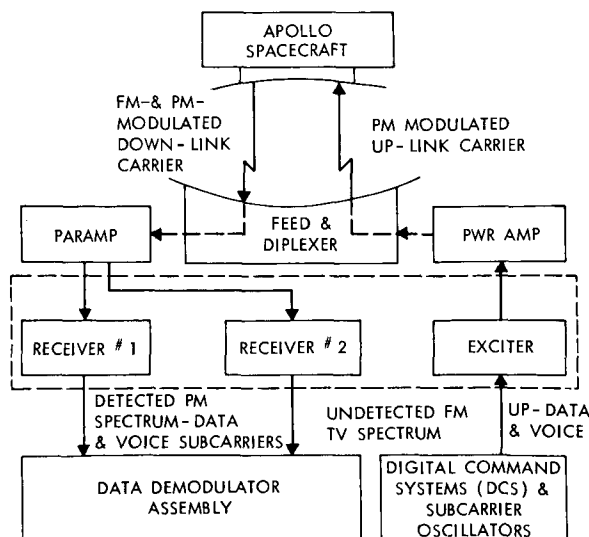 APOLLO
SPACECRAFT
FM-& PM-
MODULATED
DOWN-LINK
CARRIER
PM MODULATED
UP-LINK CARRIER
FEED &
DIPLEXER
PARAMP
PWR AMP
RECEIVER #1
RECEIVER #2
EXCITER
DETECTED PM
SPECTRUM-DATA
& VOICE SUBCARRIERS
UNDETECTED FM
TV SPECTRUM
UP-DATA
& VOICE
DATA DEMODULATOR
ASSEMBLY
DIGITAL COMMAND
SYSTEMS (DCS) &
SUBCARRIER
OSCILLATORS